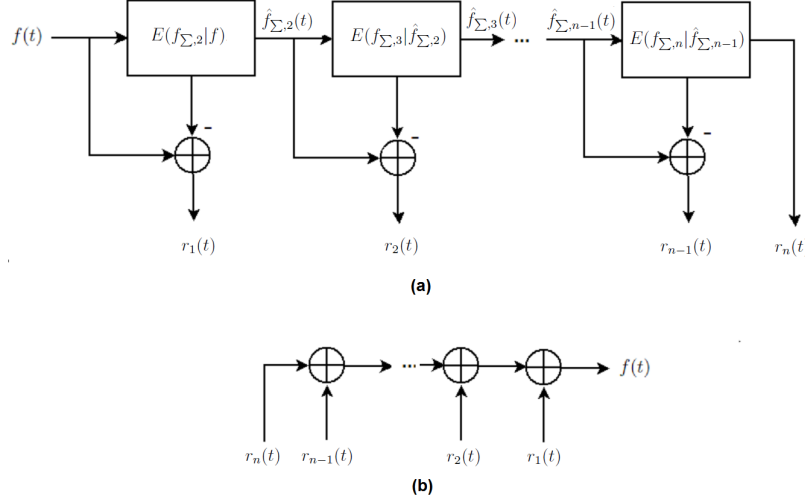 f(t) E(f_{∑,2}|f) f̂_{∑,2}(t) E(f_{∑,3}|f̂_{∑,2}) f̂_{∑,3}(t) ... f̂_{∑,n−1}(t) E(f_{∑,n}|f̂_{∑,n−1})
- - -
r_1(t) r_2(t) r_{n−1}(t) r_n(t
(a)
... f(t)
r_n(t) r_{n−1}(t) r_2(t) r_1(t)
(b)